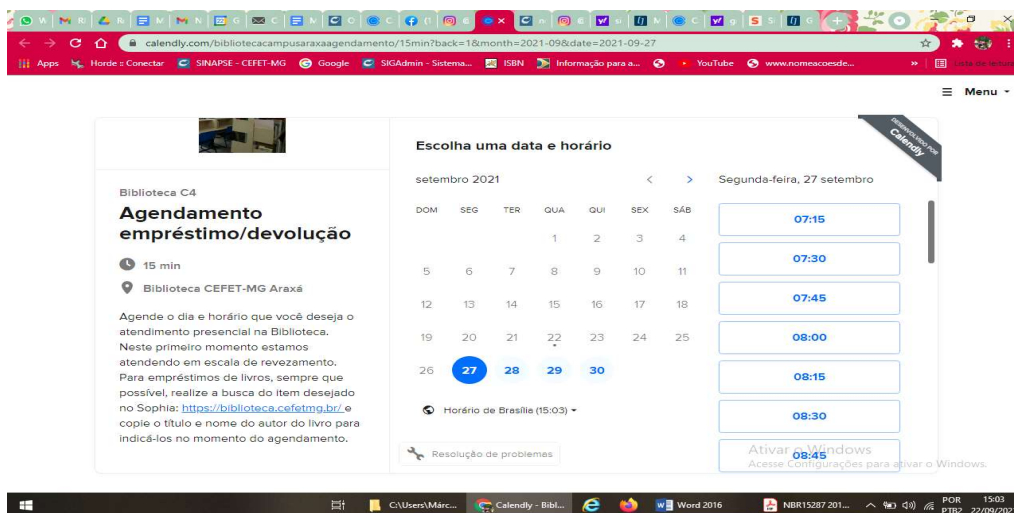 calendly.com/bibliotecacampusaraxaagendamento/15min?back=1&month=2021-09&date=2021-09-27
Apps Horde :: Conectar SINAPSE - CEFET-MG Google SIGAdmin - Sistema... ISBN Informação para a... YouTube www.nomeacoesde... » Lista de leitura
Menu
DESENVOLVIDO POR
Calendly
Biblioteca C4
Agendamento
empréstimo/devolução
15 min
Biblioteca CEFET-MG Araxá
Agende o dia e horário que você deseja o
atendimento presencial na Biblioteca.
Neste primeiro momento estamos
atendendo em escala de revezamento.
Para empréstimos de livros, sempre que
possível, realize a busca do item desejado
no Sophia: https://biblioteca.cefetmg.br/ e
copie o título e nome do autor do livro para
indicá-los no momento do agendamento.
Escolha uma data e horário
setembro 2021
DOM SEG TER QUA QUI SEX SÁB
1 2 3 4
5 6 7 8 9 10 11
12 13 14 15 16 17 18
19 20 21 22 23 24 25
26 27 28 29 30
Horário de Brasília (15:03)
Resolução de problemas
Segunda-feira, 27 setembro
07:15
07:30
07:45
08:00
08:15
08:30
08:45
Ativar o Windows
Acesse Configurações para ativar o Windows.
C:\Users\Márc... Calendly - Bibl... Word 2016 NBR15287 201... POR 15:03
PTB2 22/09/202